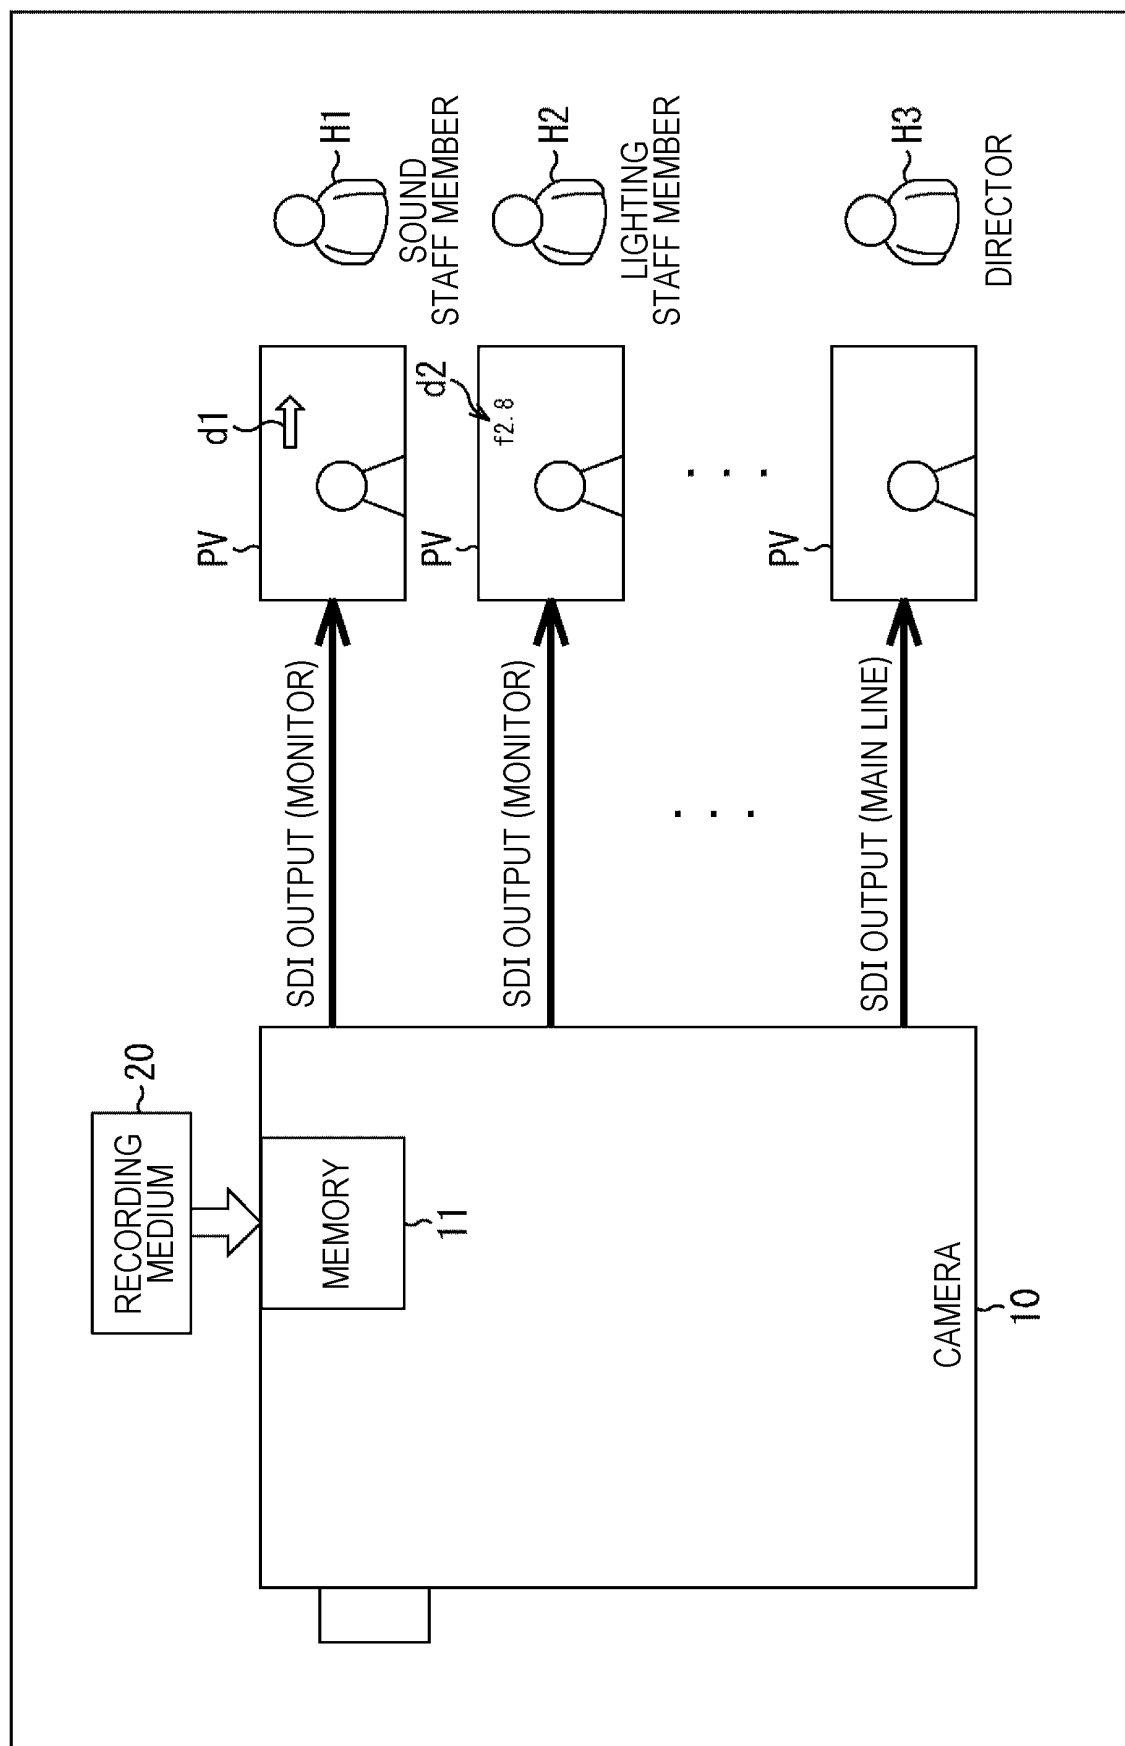 RECORDING
MEDIUM
20
MEMORY
11
CAMERA
10
SDI OUTPUT (MONITOR)
PV
d1
H1
SOUND
STAFF MEMBER
SDI OUTPUT (MONITOR)
PV
f2.8
d2
H2
LIGHTING
STAFF MEMBER
SDI OUTPUT (MAIN LINE)
PV
H3
DIRECTOR